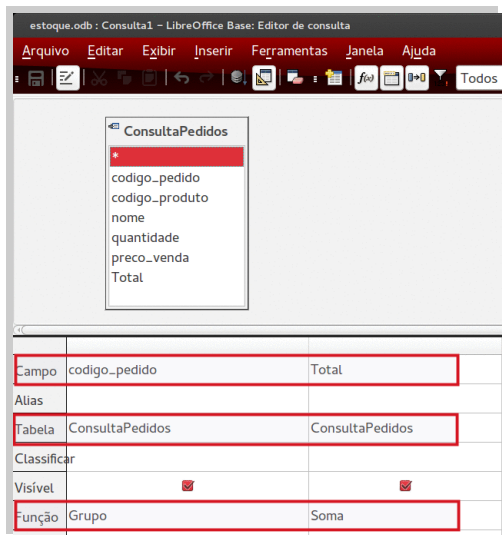 estoque.odb : Consulta1 – LibreOffice Base: Editor de consulta
Arquivo Editar Exibir Inserir Ferramentas Janela Ajuda
f(x) Todos
ConsultaPedidos
*
codigo_pedido
codigo_produto
nome
quantidade
preco_venda
Total
Campo codigo_pedido Total
Alias
Tabela ConsultaPedidos ConsultaPedidos
Classificar
Visível
Função Grupo Soma